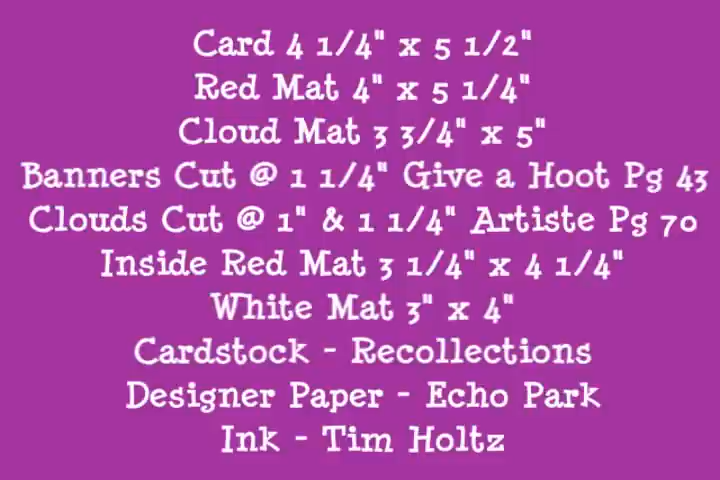 Card 4 1/4" x 5 1/2"
Red Mat 4" x 5 1/4"
Cloud Mat 3 3/4" x 5"
Banners Cut @ 1 1/4" Give a Hoot Pg 43
Clouds Cut @ 1" & 1 1/4" Artiste Pg 70
Inside Red Mat 3 1/4" x 4 1/4"
White Mat 3" x 4"
Cardstock - Recollections
Designer Paper - Echo Park
Ink - Tim Holtz